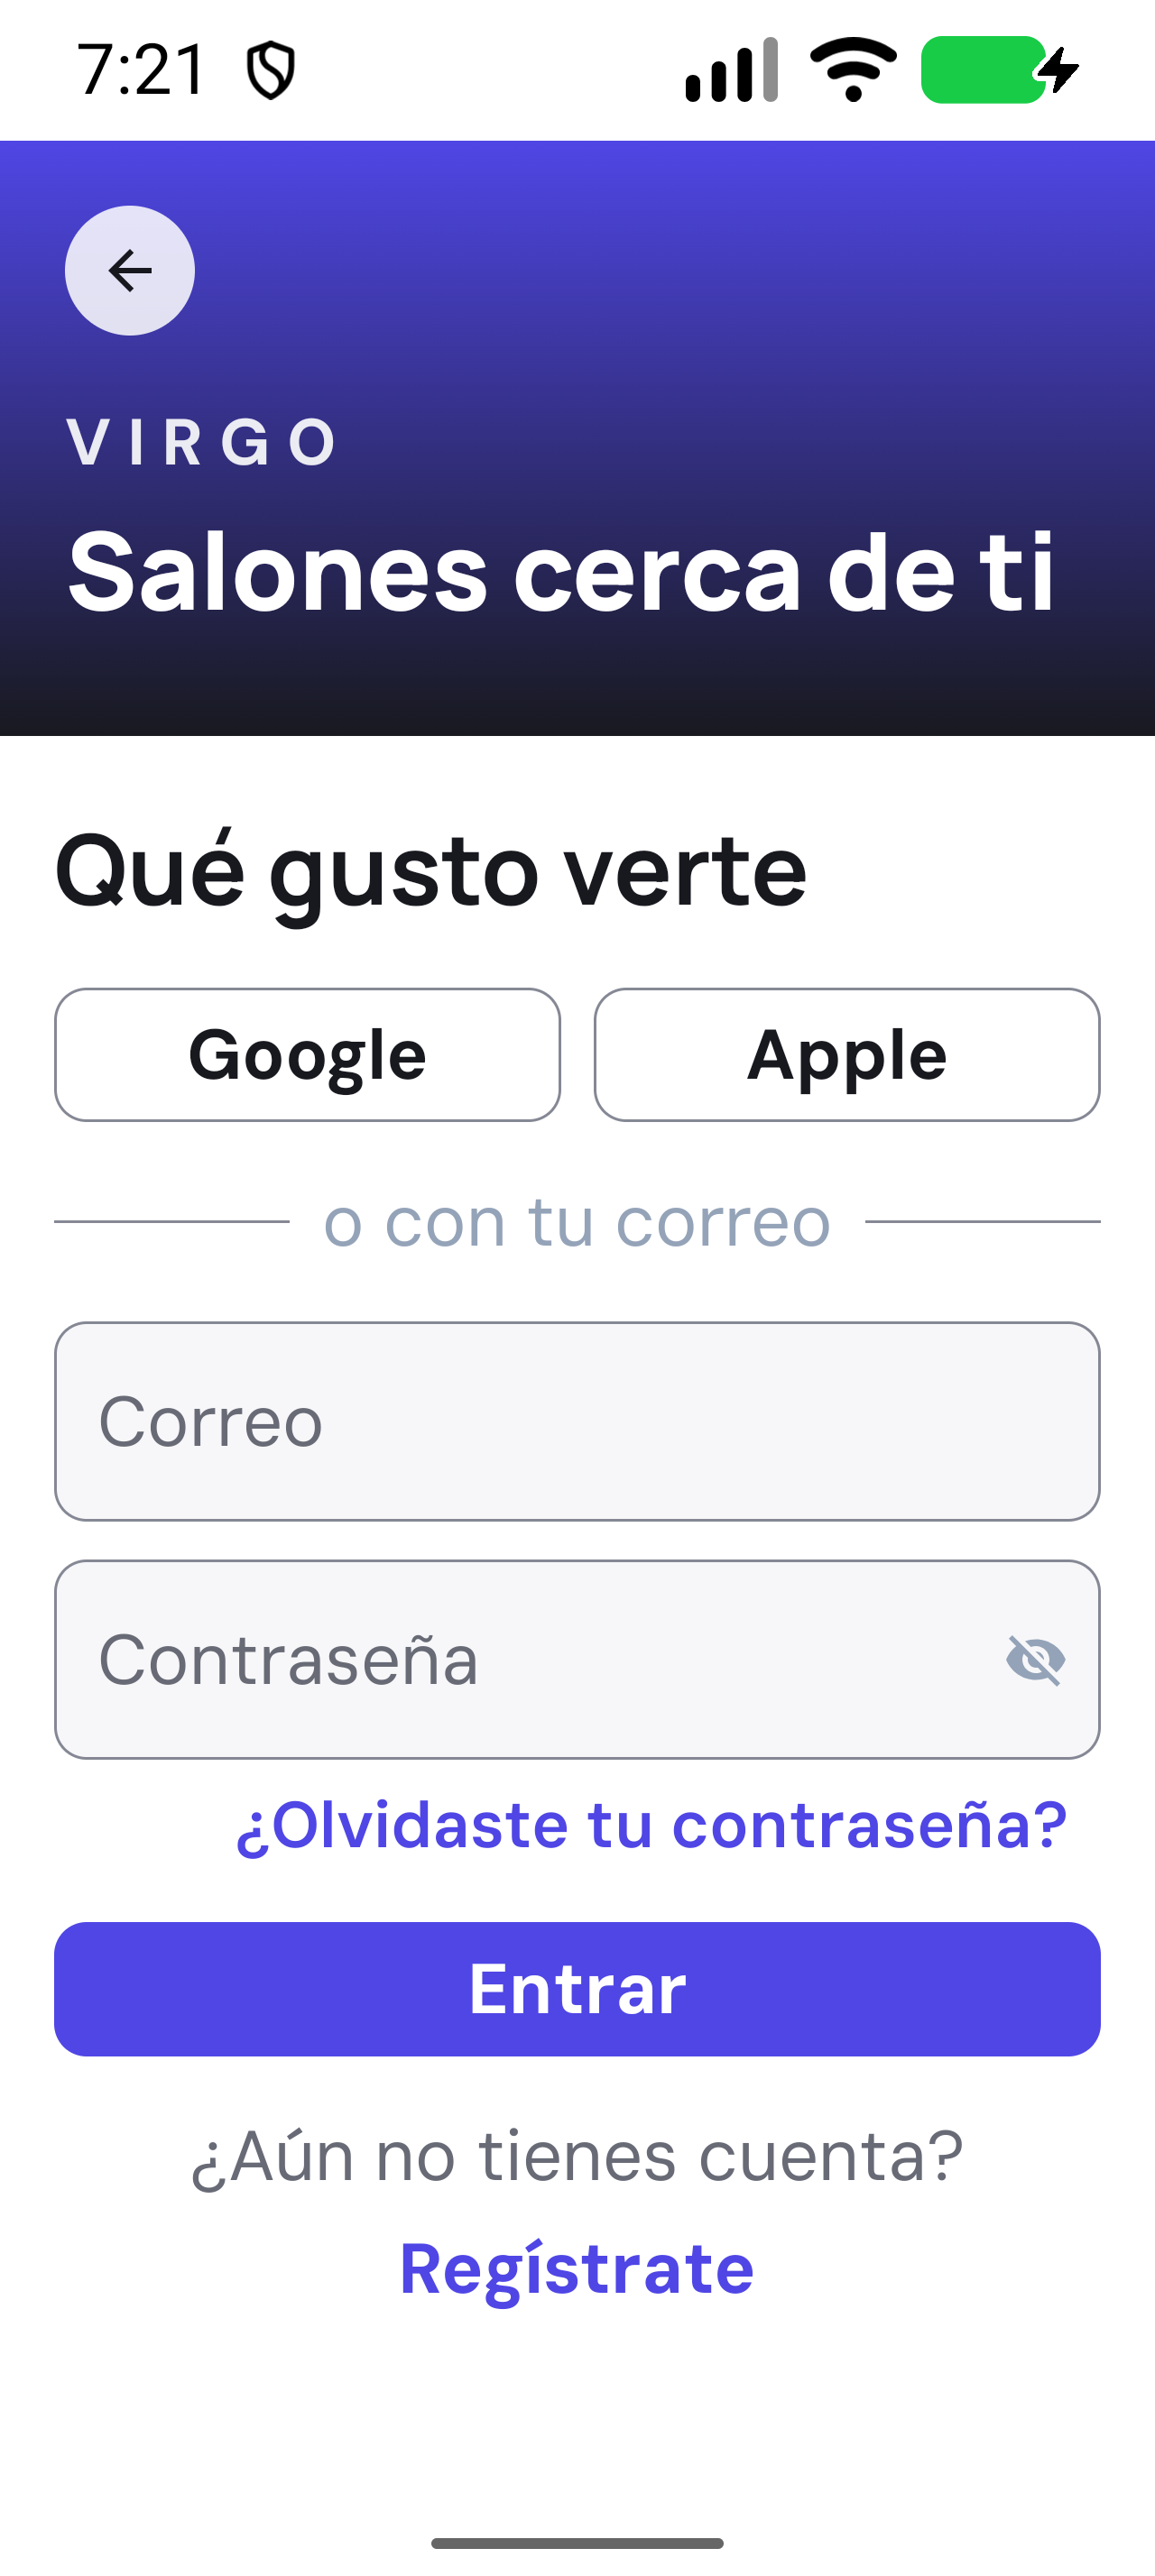 7:21
VIRGO
Salones cerca de ti
Qué gusto verte
Google
Apple
o con tu correo
Correo
Contraseña
¿Olvidaste tu contraseña?
Entrar
¿Aún no tienes cuenta?
Regístrate